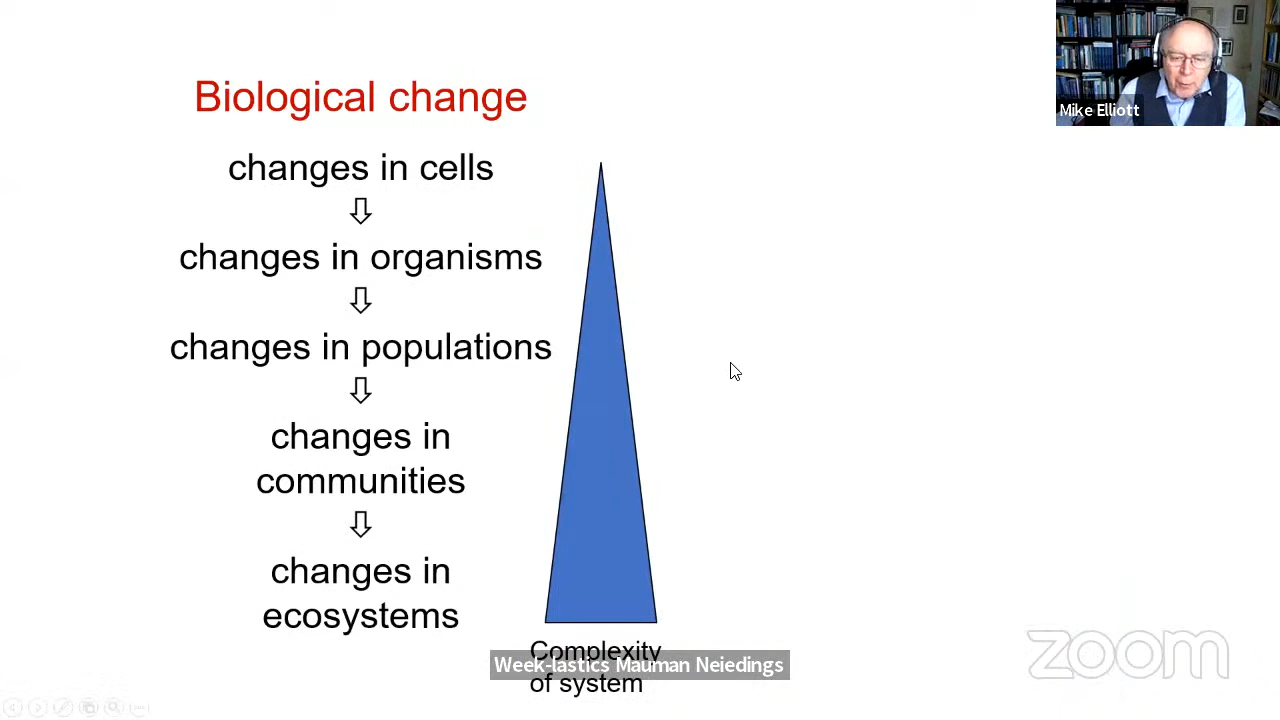 Biological change
changes in cells
changes in organisms
changes in populations
changes in
communities
changes in
ecosystems
Complexity
of system
Week-lastics Mauman Neiedings
Mike Elliott
zoom